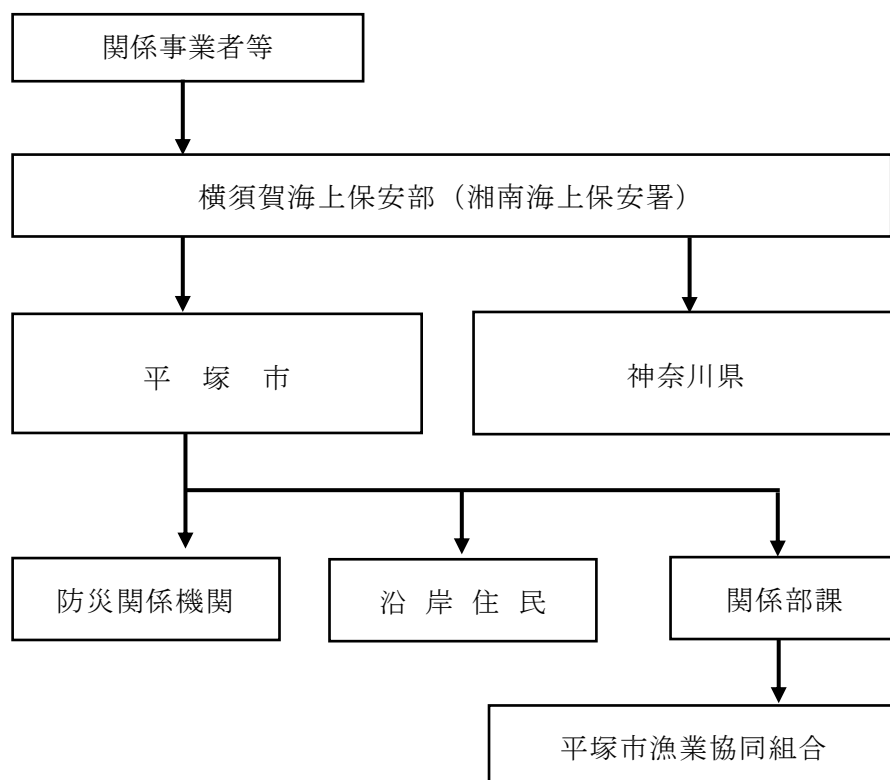 関係事業者等
横須賀海上保安部（湘南海上保安署）
平　塚　市
神奈川県
防災関係機関
沿 岸 住 民
関係部課
平塚市漁業協同組合